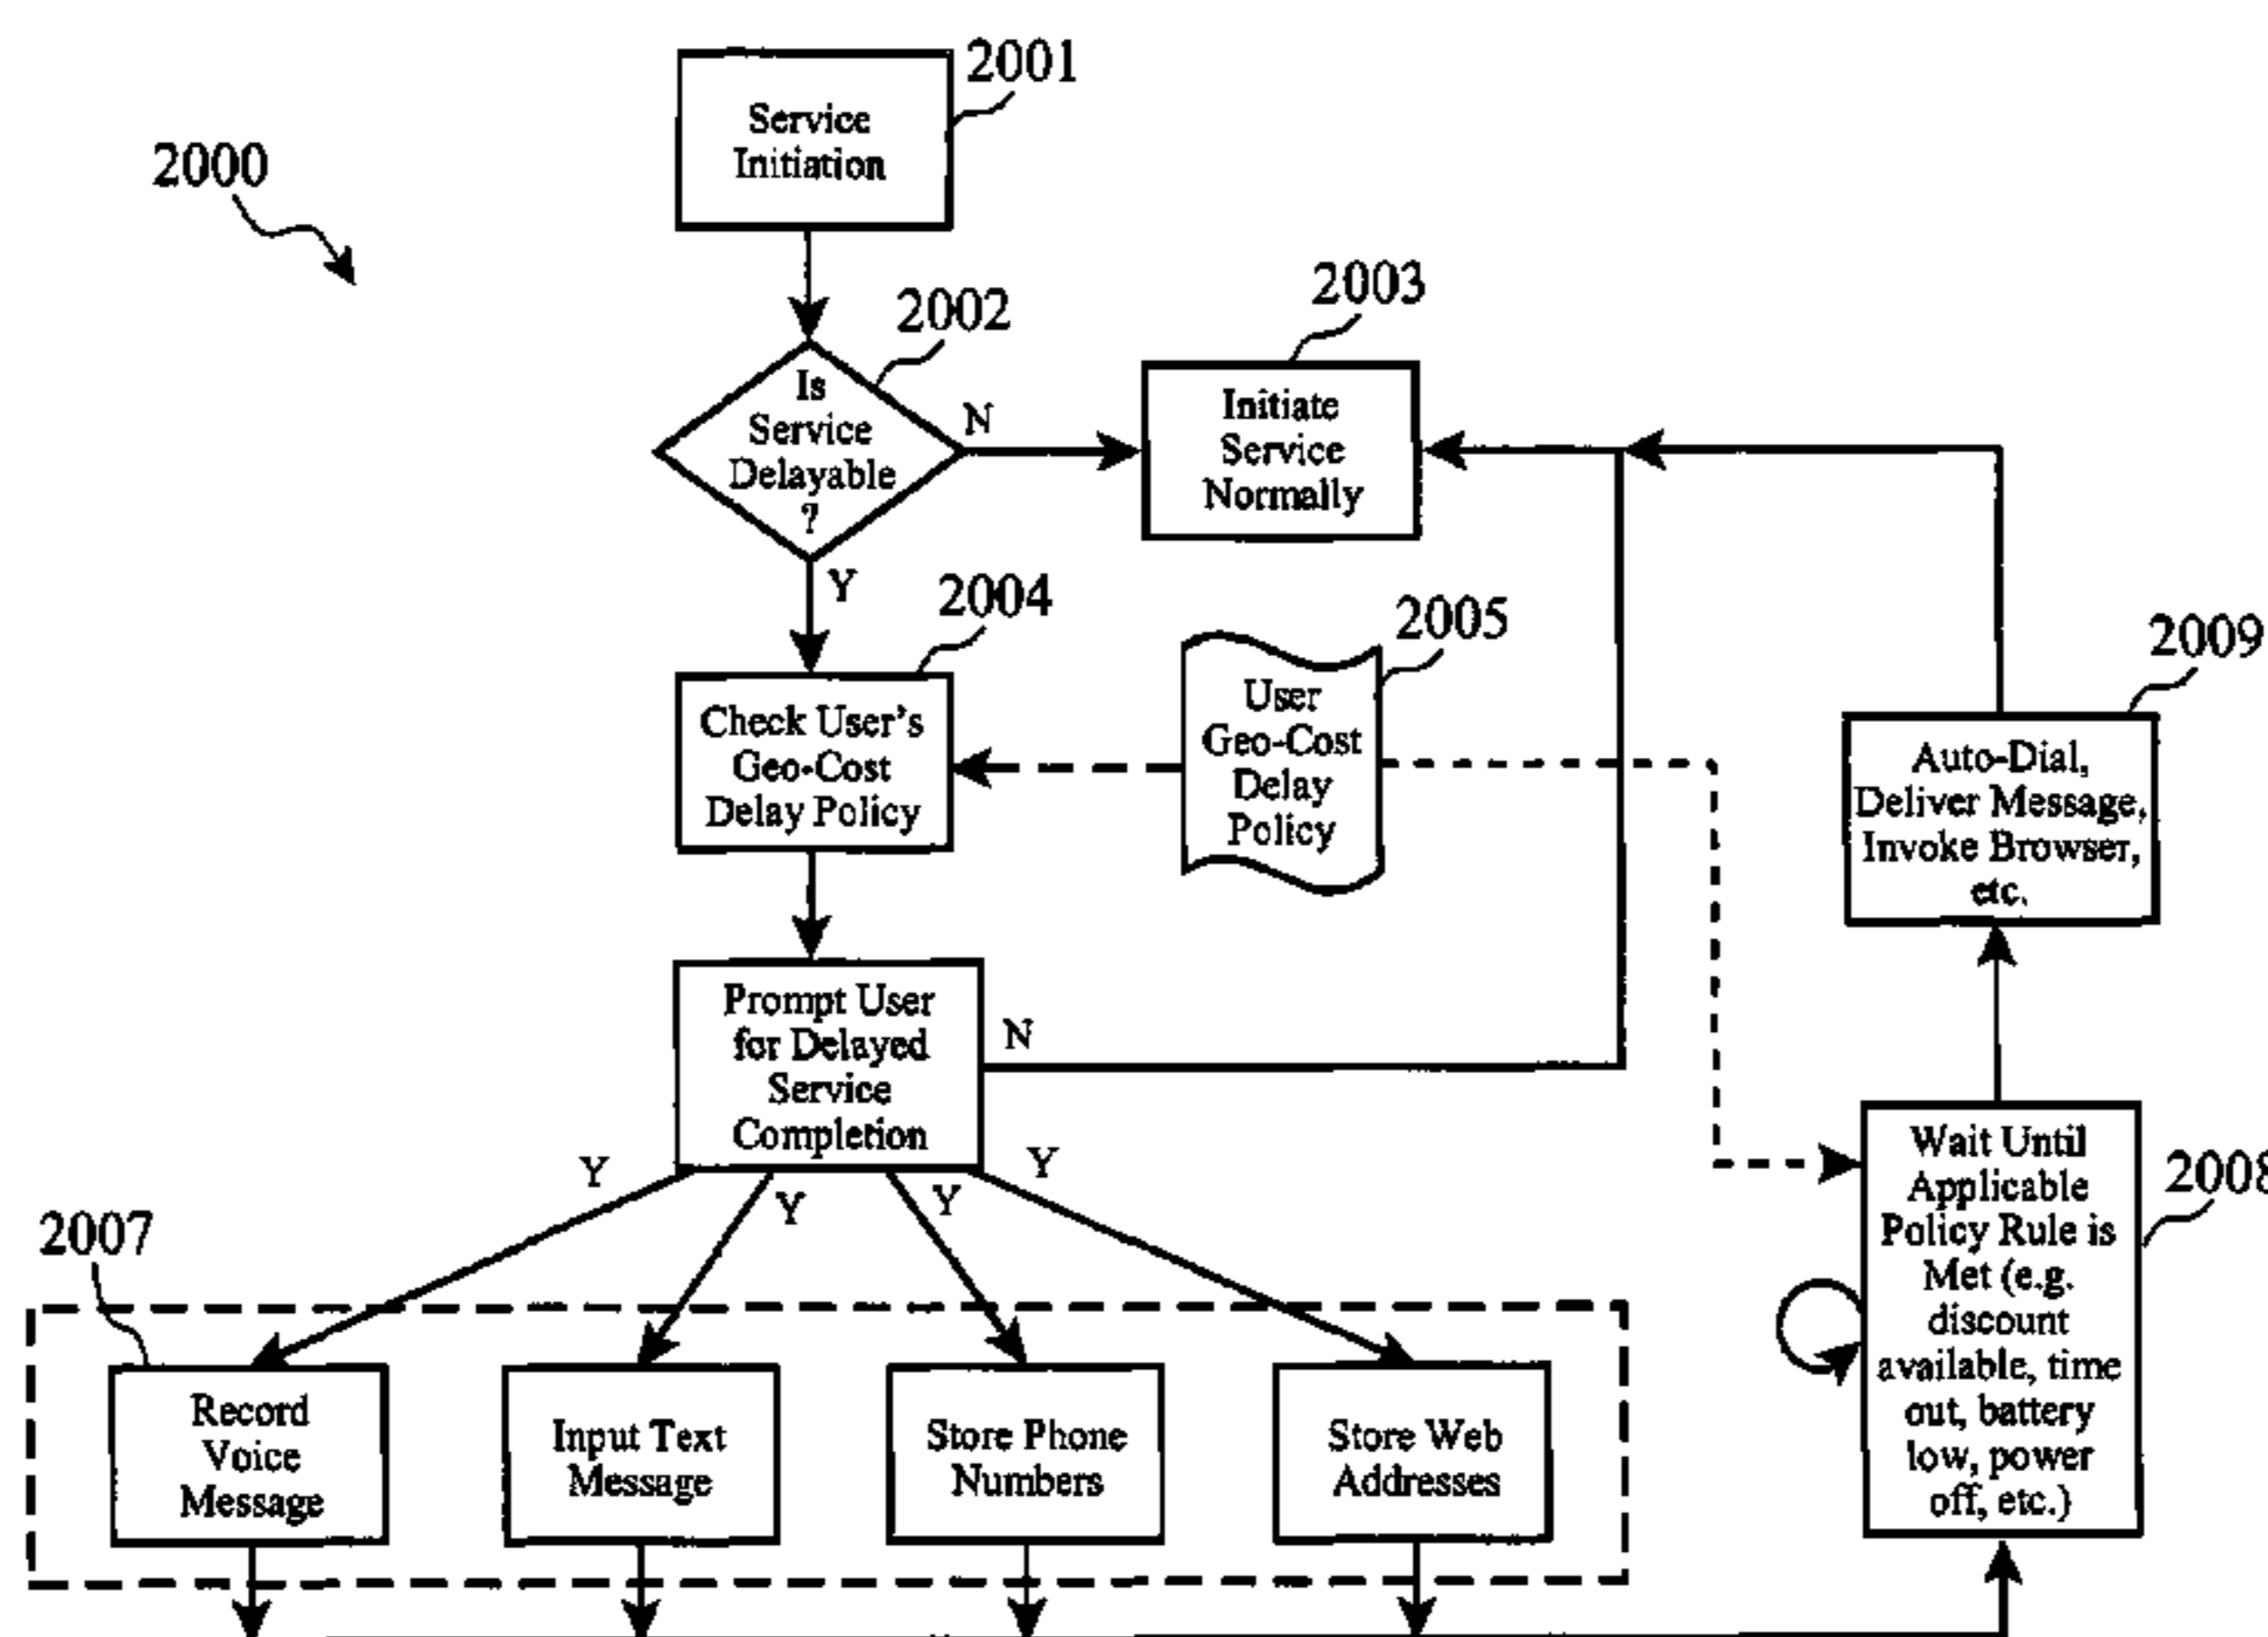 2001
Service
Initiation
2000
2002
Is
Service
Delayable
?
N
Y
2003
Initiate
Service
Normally
2004
Check User's
Geo-Cost
Delay Policy
2005
User
Geo-Cost
Delay
Policy
2009
Auto-Dial,
Deliver Message,
Invoke Browser,
etc.
Prompt User
for Delayed
Service
Completion
N
Y
Y
Y
Y
2007
Record
Voice
Message
Input Text
Message
Store Phone
Numbers
Store Web
Addresses
2008
Wait Until
Applicable
Policy Rule is
Met (e.g.
discount
available, time
out, battery
low, power
off, etc.)